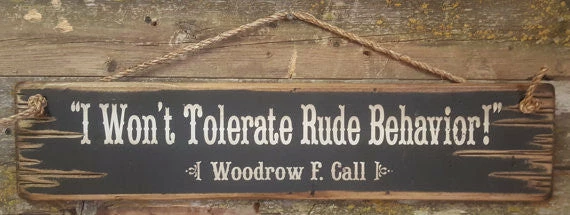 "I Won't Tolerate Rude Behavior!"
Woodrow F. Call